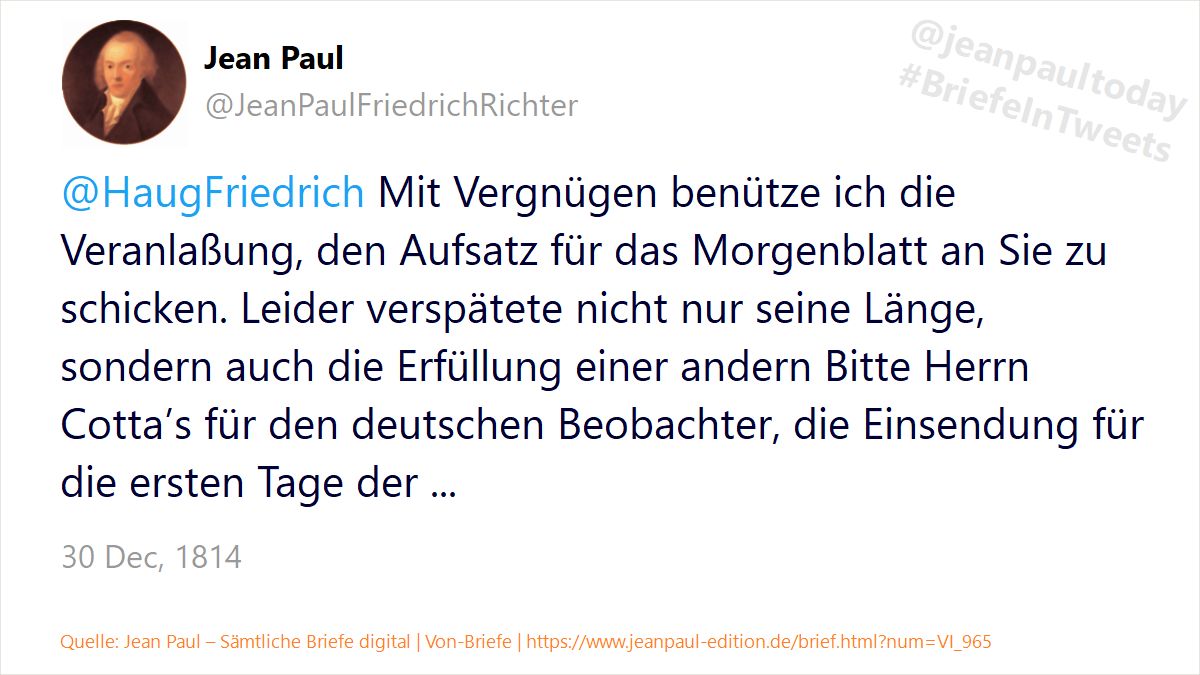 Jean Paul
@JeanPaulFriedrichRichter
@jeanpaultoday
#BriefeInTweets
@HaugFriedrich Mit Vergnügen benütze ich die
Veranlaßung, den Aufsatz für das Morgenblatt an Sie zu
schicken. Leider verspätete nicht nur seine Länge,
sondern auch die Erfüllung einer andern Bitte Herrn
Cotta’s für den deutschen Beobachter, die Einsendung für
die ersten Tage der ...
30 Dec, 1814
Quelle: Jean Paul – Sämtliche Briefe digital | Von-Briefe | https://www.jeanpaul-edition.de/brief.html?num=VI_965